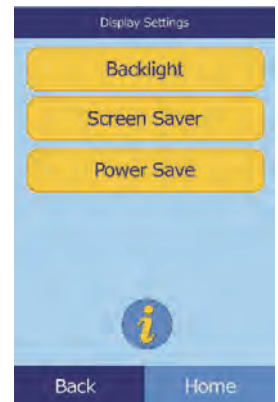 Display Settings
Backlight
Screen Saver
Power Save
i
Back Home